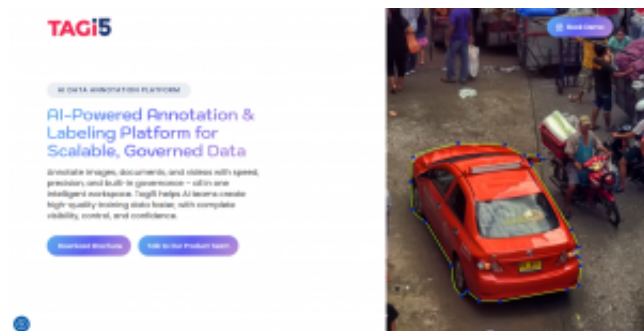 TAGi5
Book Demo
AI DATA ANNOTATION PLATFORM
AI-Powered Annotation &
Labeling Platform for
Scalable, Governed Data
Annotate images, documents, and videos with speed,
precision, and built-in governance – all in one
intelligent workspace. Tagi5 helps AI teams create
high-quality training data faster, with complete
visibility, control, and confidence.
Download Brochure
Talk to Our Product Team